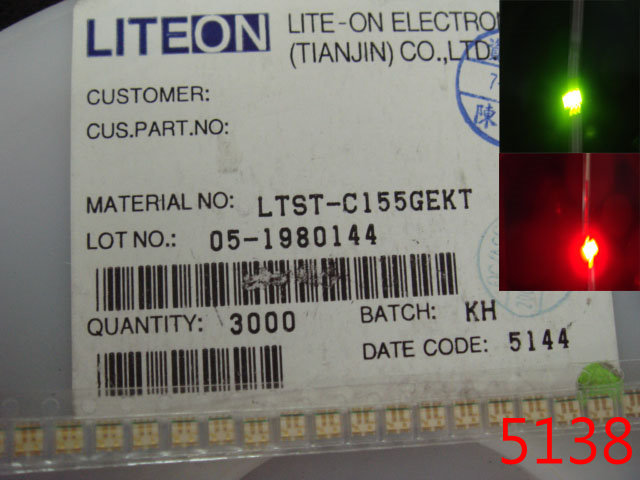 LITEON LITE-ON ELECTRO
(TIANJIN) CO.,LTD.
CUSTOMER:
CUS.PART.NO:
陳
MATERIAL NO: LTST-C155GEKT
LOT NO.: 05-1980144
QUANTITY: 3000 BATCH: KH
DATE CODE: 5144
5138